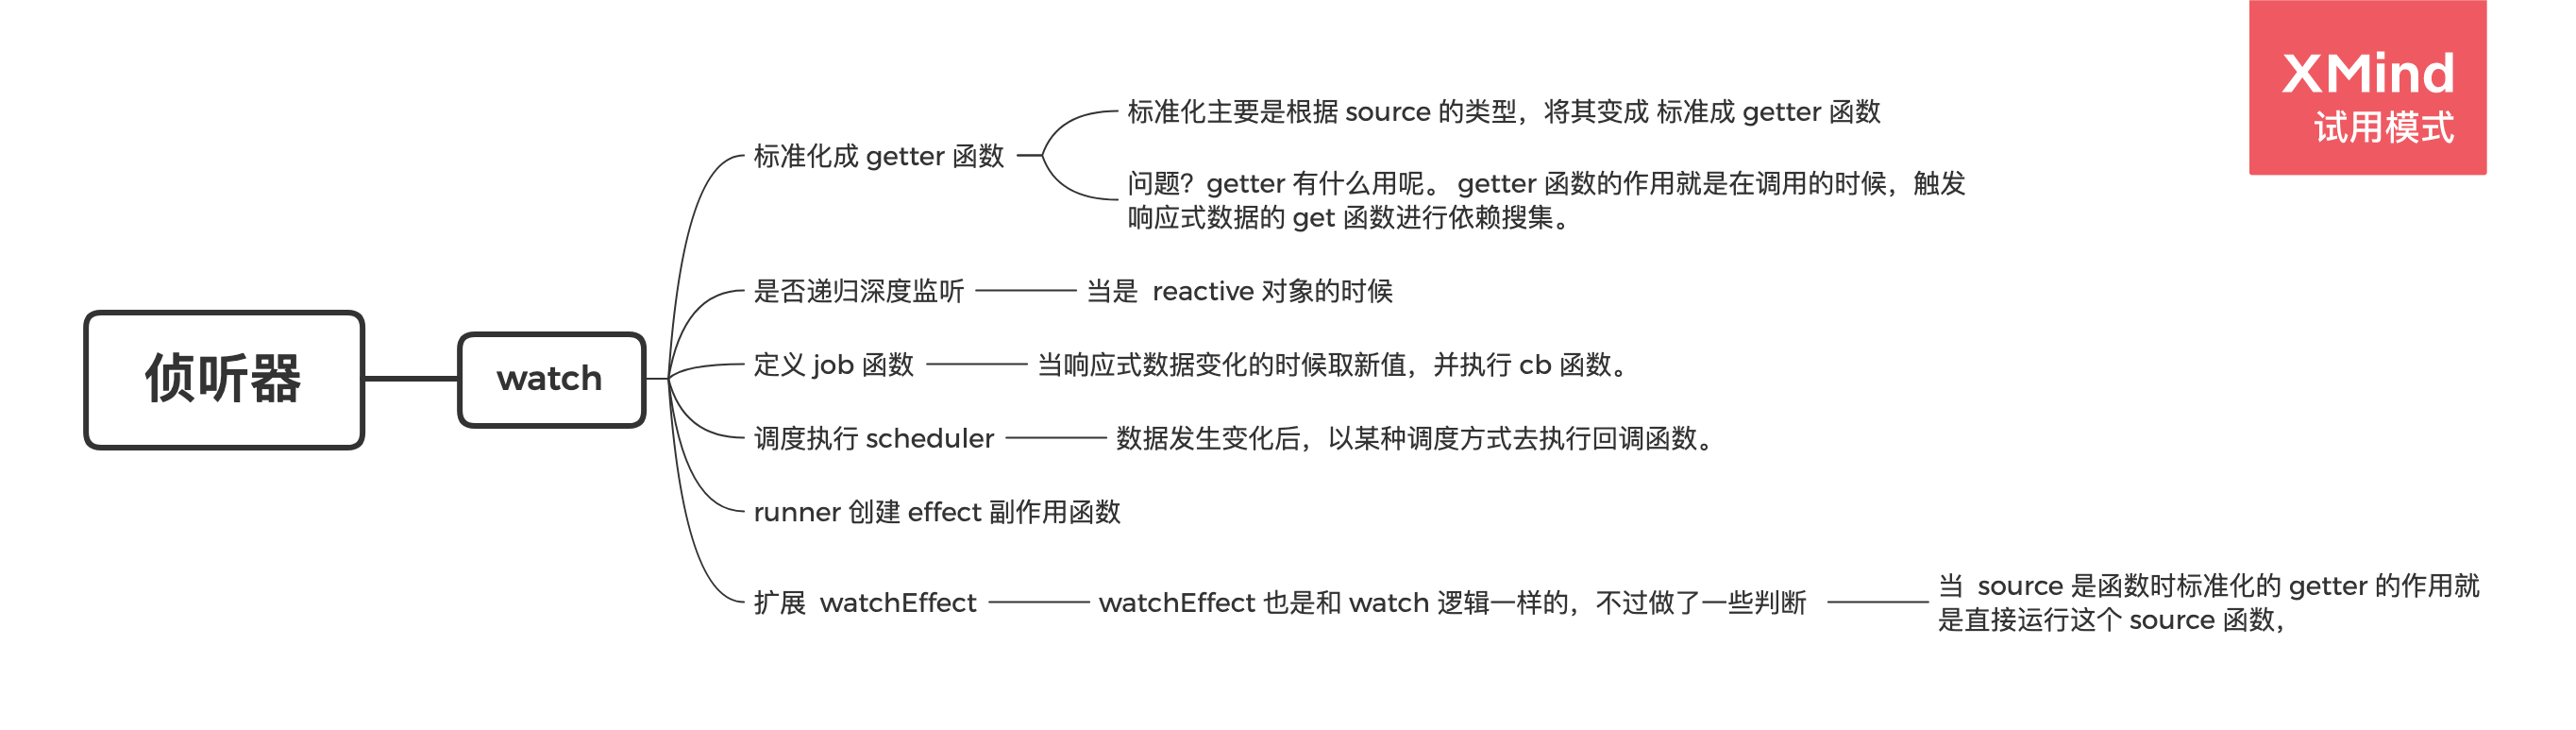 XMind
试用模式
标准化主要是根据 source 的类型，将其变成 标准成 getter 函数
标准化成 getter 函数
问题？getter 有什么用呢。 getter 函数的作用就是在调用的时候，触发
响应式数据的 get 函数进行依赖搜集。
是否递归深度监听
当是  reactive 对象的时候
侦听器
watch
定义 job 函数
当响应式数据变化的时候取新值，并执行 cb 函数。
调度执行 scheduler
数据发生变化后，以某种调度方式去执行回调函数。
runner 创建 effect 副作用函数
扩展  watchEffect
watchEffect 也是和 watch 逻辑一样的，不过做了一些判断
当  source 是函数时标准化的 getter 的作用就
是直接运行这个 source 函数，